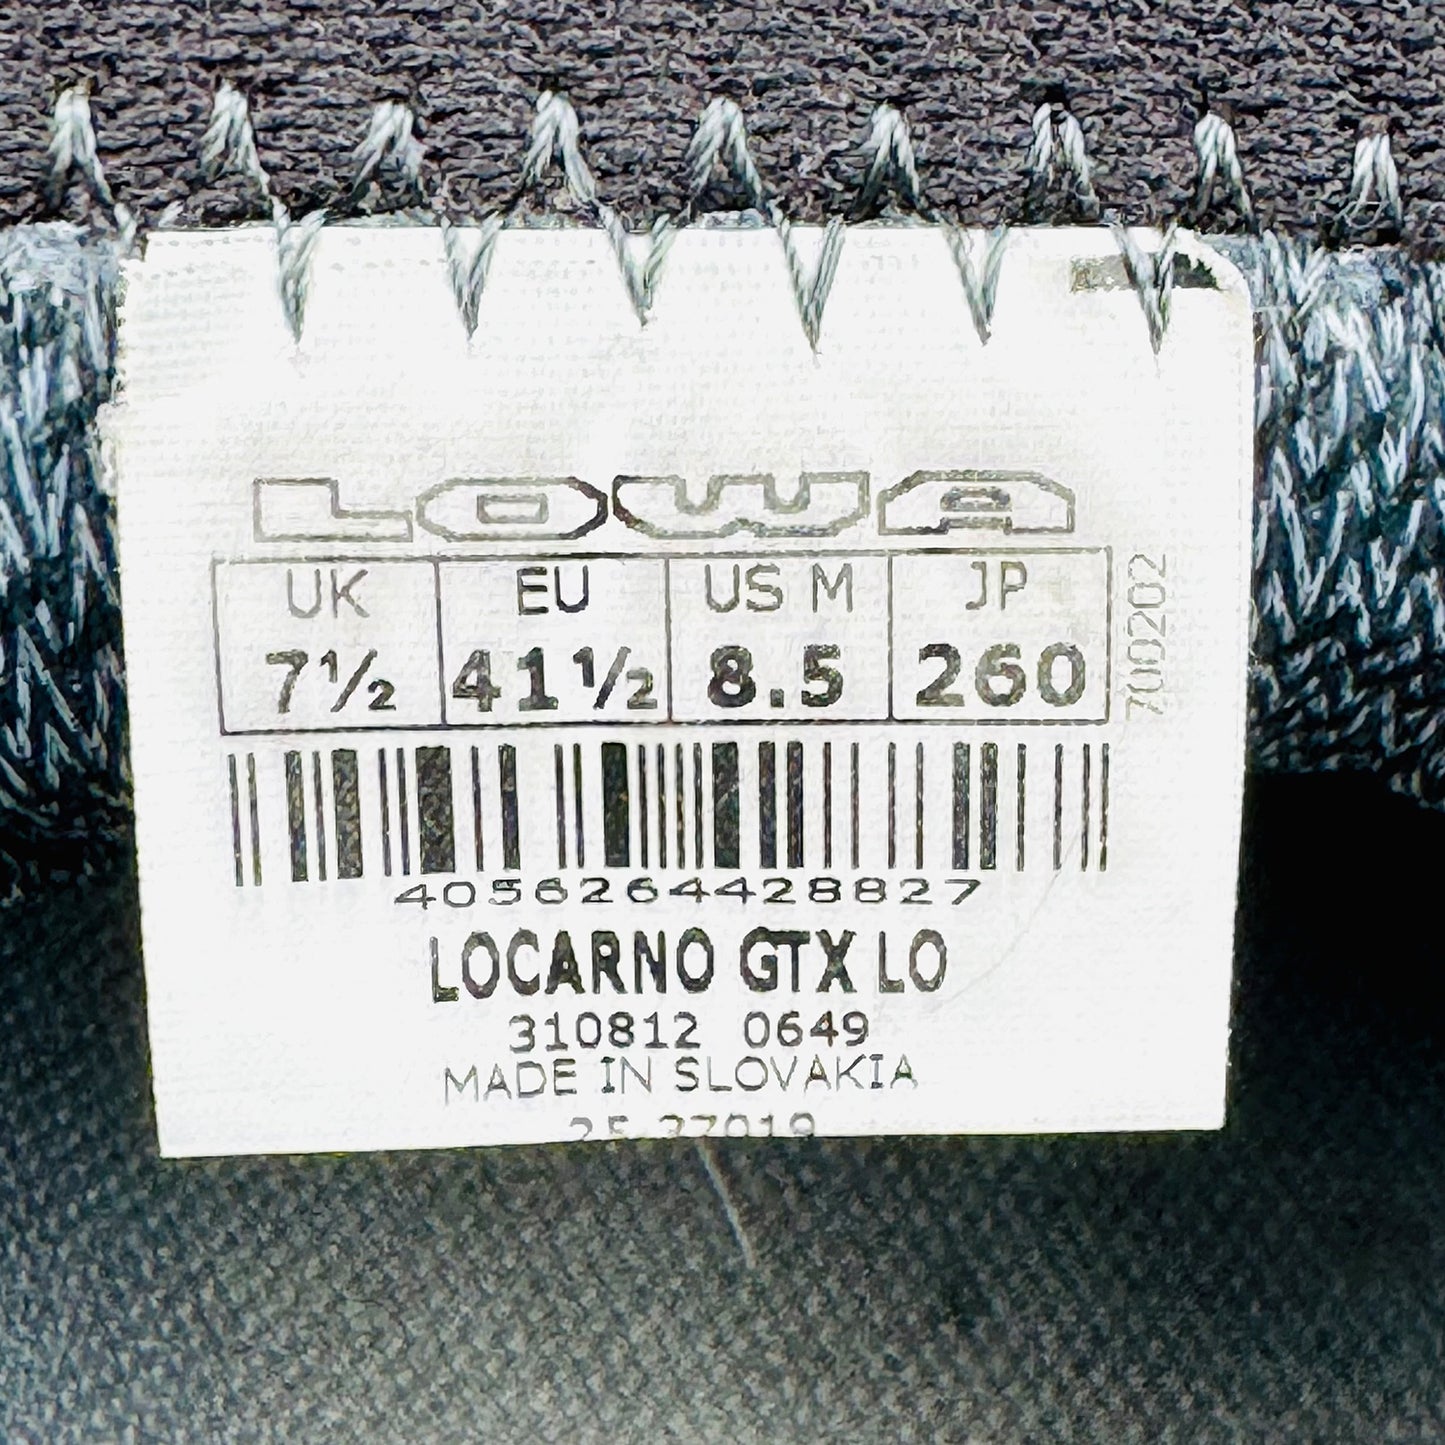 LOWA
UK EU US M JP
7½ 41½ 8.5 260
700202
4056264428827
LOCARNO GTX LO
310812 0649
MADE IN SLOVAKIA